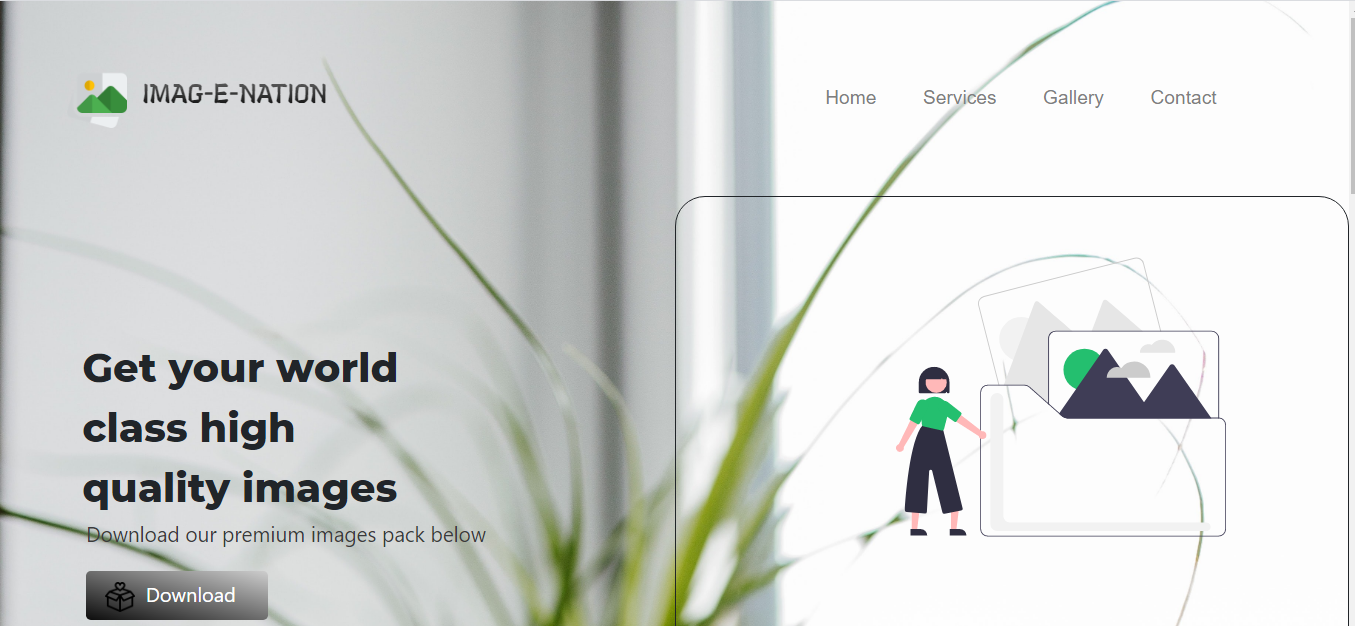 IMAG-E-NATION
Home Services Gallery Contact
Get your world
class high
quality images
Download our premium images pack below
Download